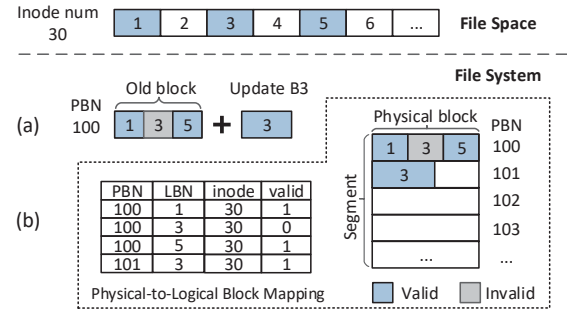 Inode num 30
1 2 3 4 5 6 ...
File Space
File System
Old block
Update B3
(a)
PBN
100
1 3 5 + 3
(b)
PBN LBN inode valid
100 1 30 1
100 3 30 0
100 5 30 1
101 3 30 1
Physical-to-Logical Block Mapping
Physical block
PBN
Segment
1 3 5 100
3 101
102
103
... ...
Valid
Invalid